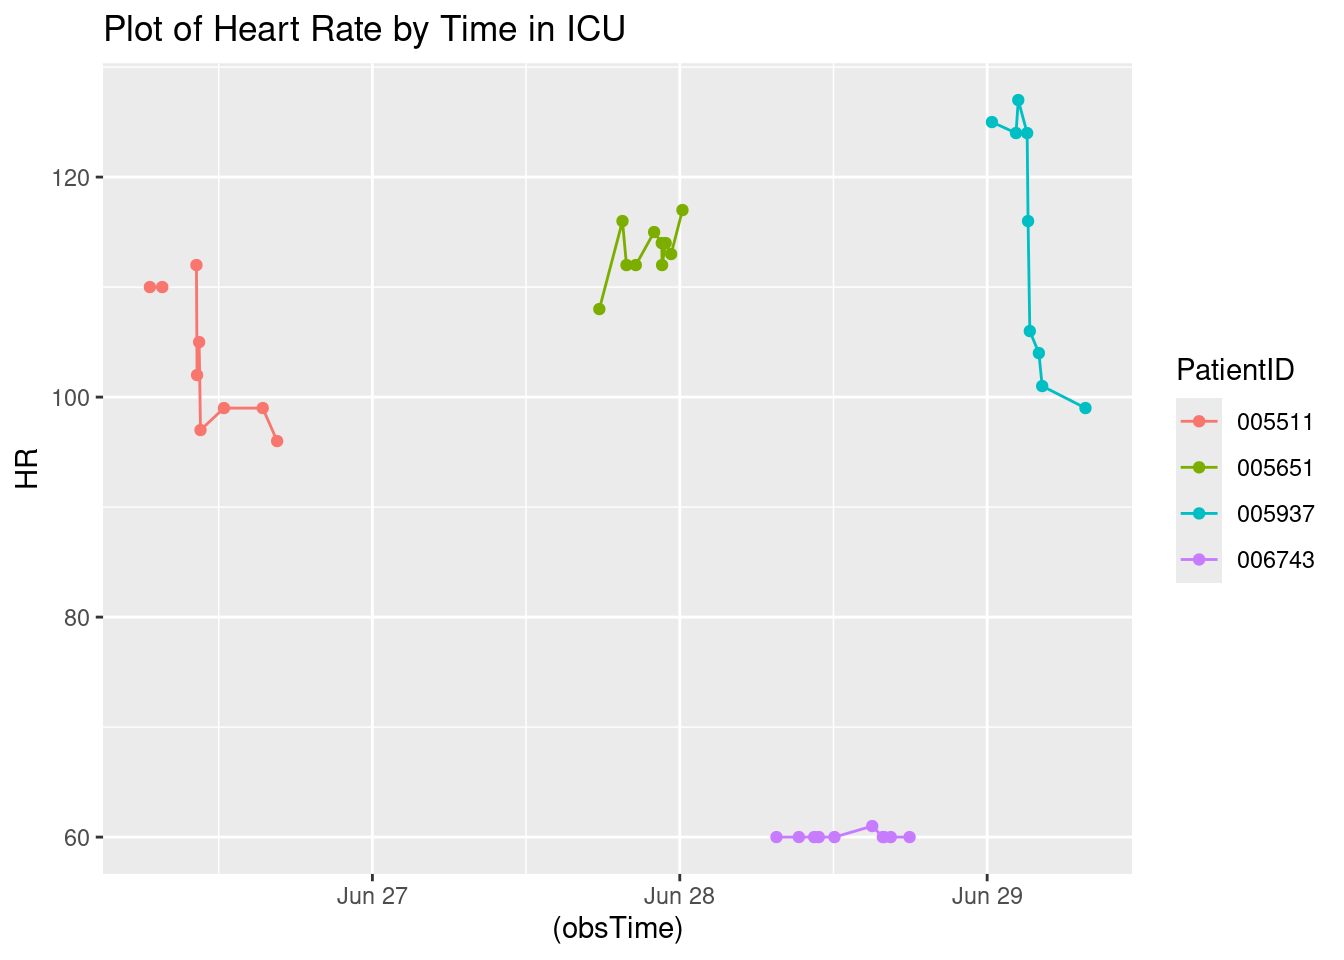 Plot of Heart Rate by Time in ICU
120
100
80
60
HR
Jun 27
Jun 28
Jun 29
(obsTime)
PatientID
005511
005651
005937
006743